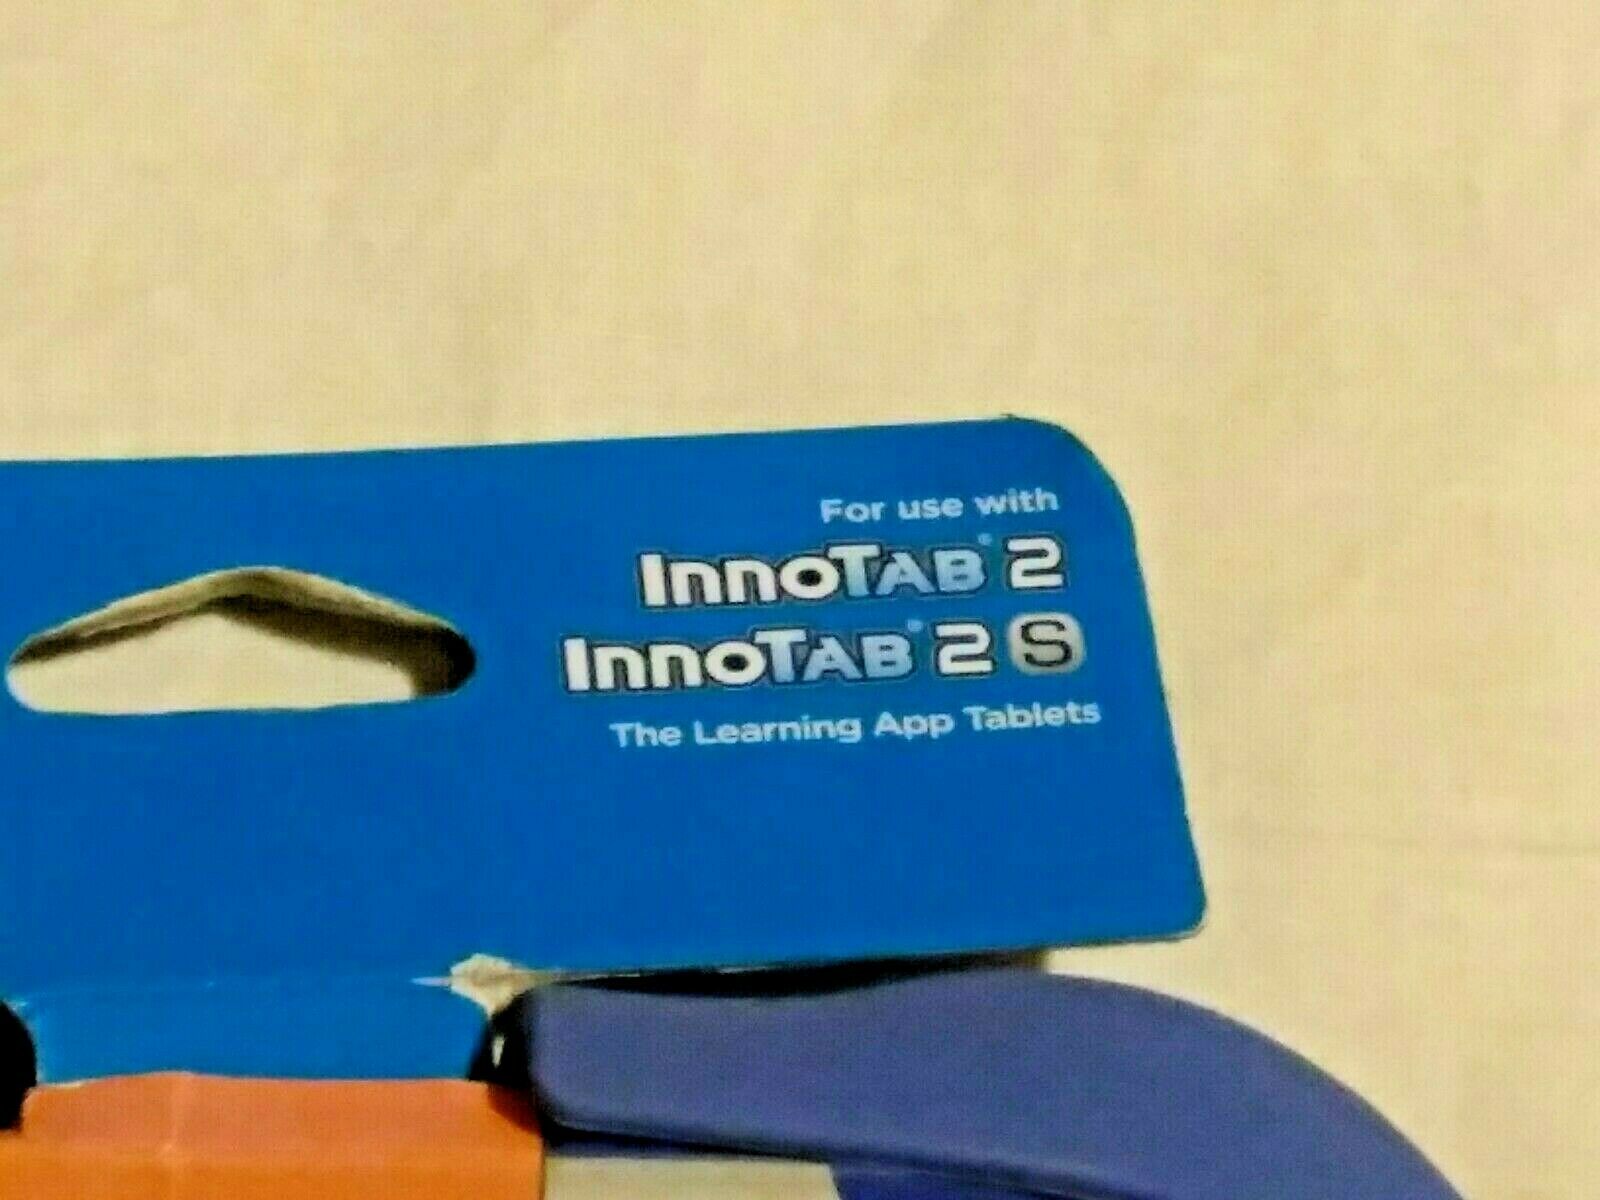 For use with
InnoTab® 2
InnoTab® 2 S
The Learning App Tablets